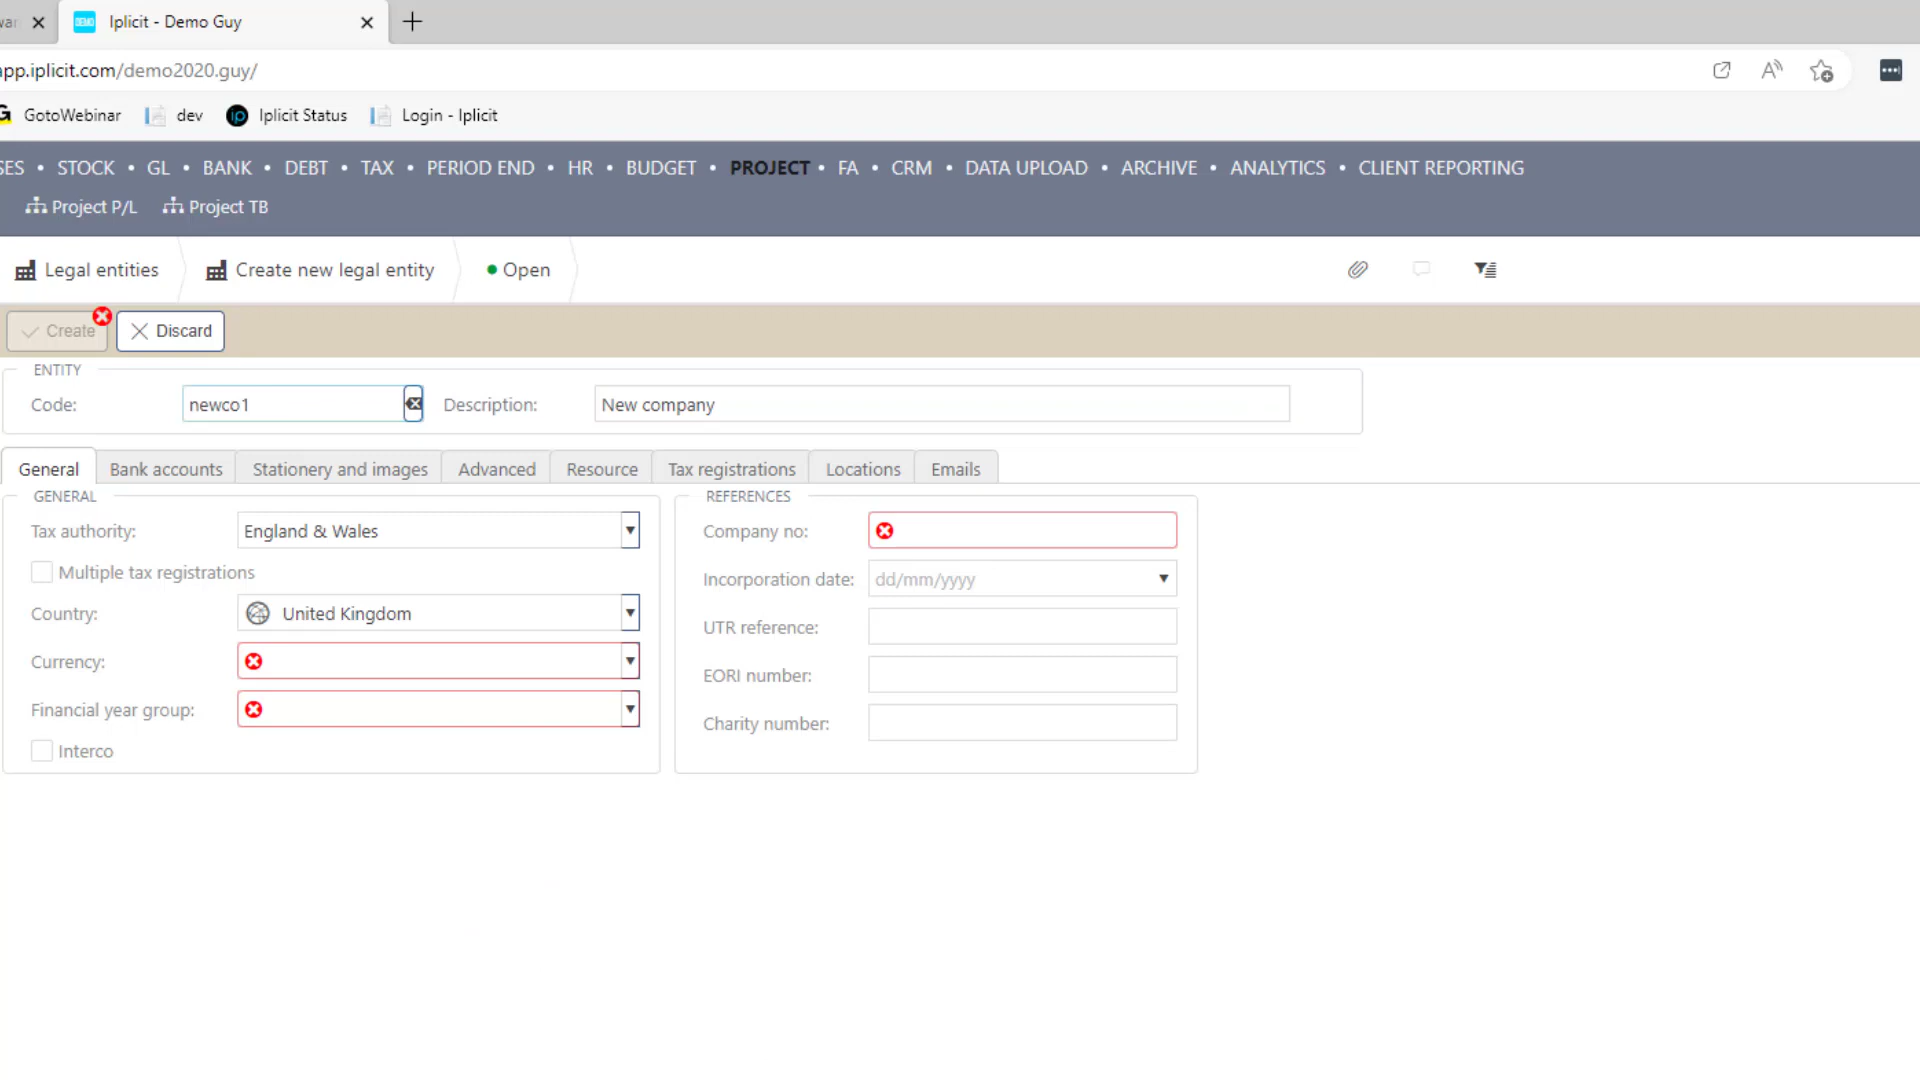 DEMO Iplicit - Demo Guy
app.iplicit.com/demo2020.guy/
GotoWebinar dev ip Iplicit Status Login - Iplicit
SES • STOCK • GL • BANK • DEBT • TAX • PERIOD END • HR • BUDGET • PROJECT • FA • CRM • DATA UPLOAD • ARCHIVE • ANALYTICS • CLIENT REPORTING
Project P/L Project TB
Legal entities Create new legal entity Open
Create Discard
ENTITY
Code: newco1 Description: New company
General Bank accounts Stationery and images Advanced Resource Tax registrations Locations Emails
GENERAL REFERENCES
Tax authority: England & Wales Company no:
Multiple tax registrations Incorporation date: dd/mm/yyyy
Country: United Kingdom UTR reference:
Currency: EORI number:
Financial year group: Charity number:
Interco